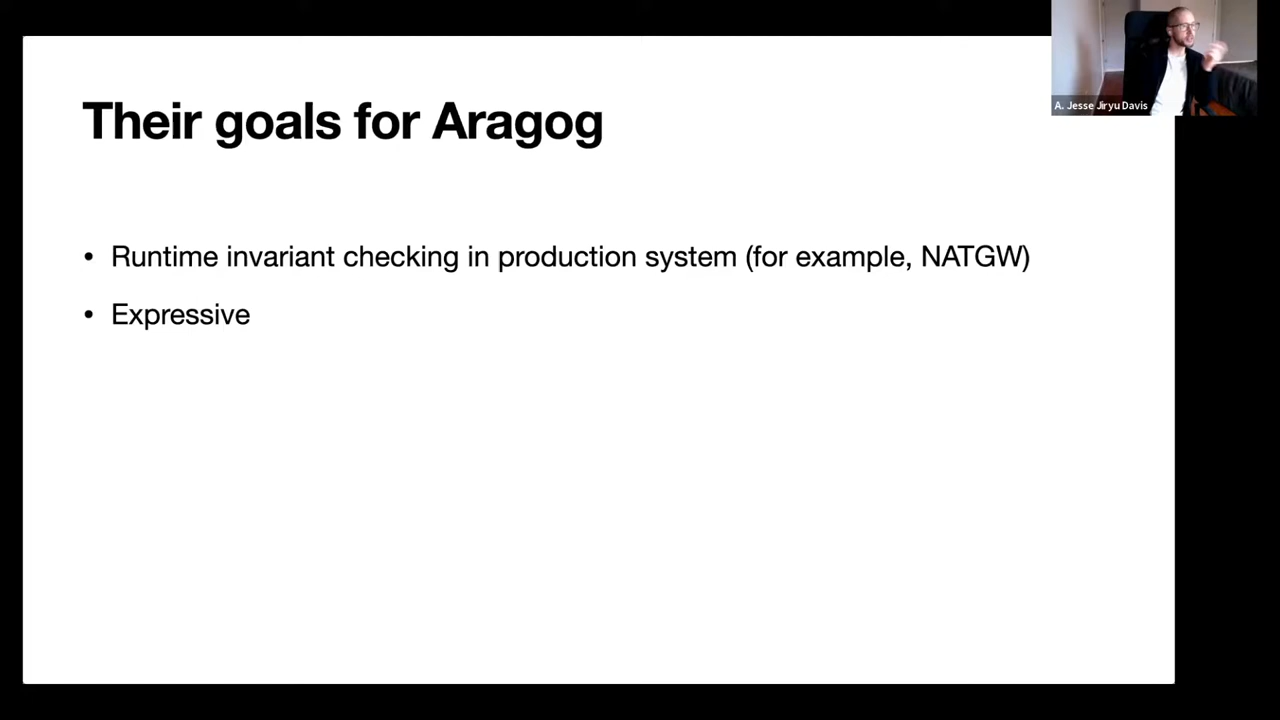 Their goals for Aragog
• Runtime invariant checking in production system (for example, NATGW)
• Expressive
A. Jesse Jiryu Davis